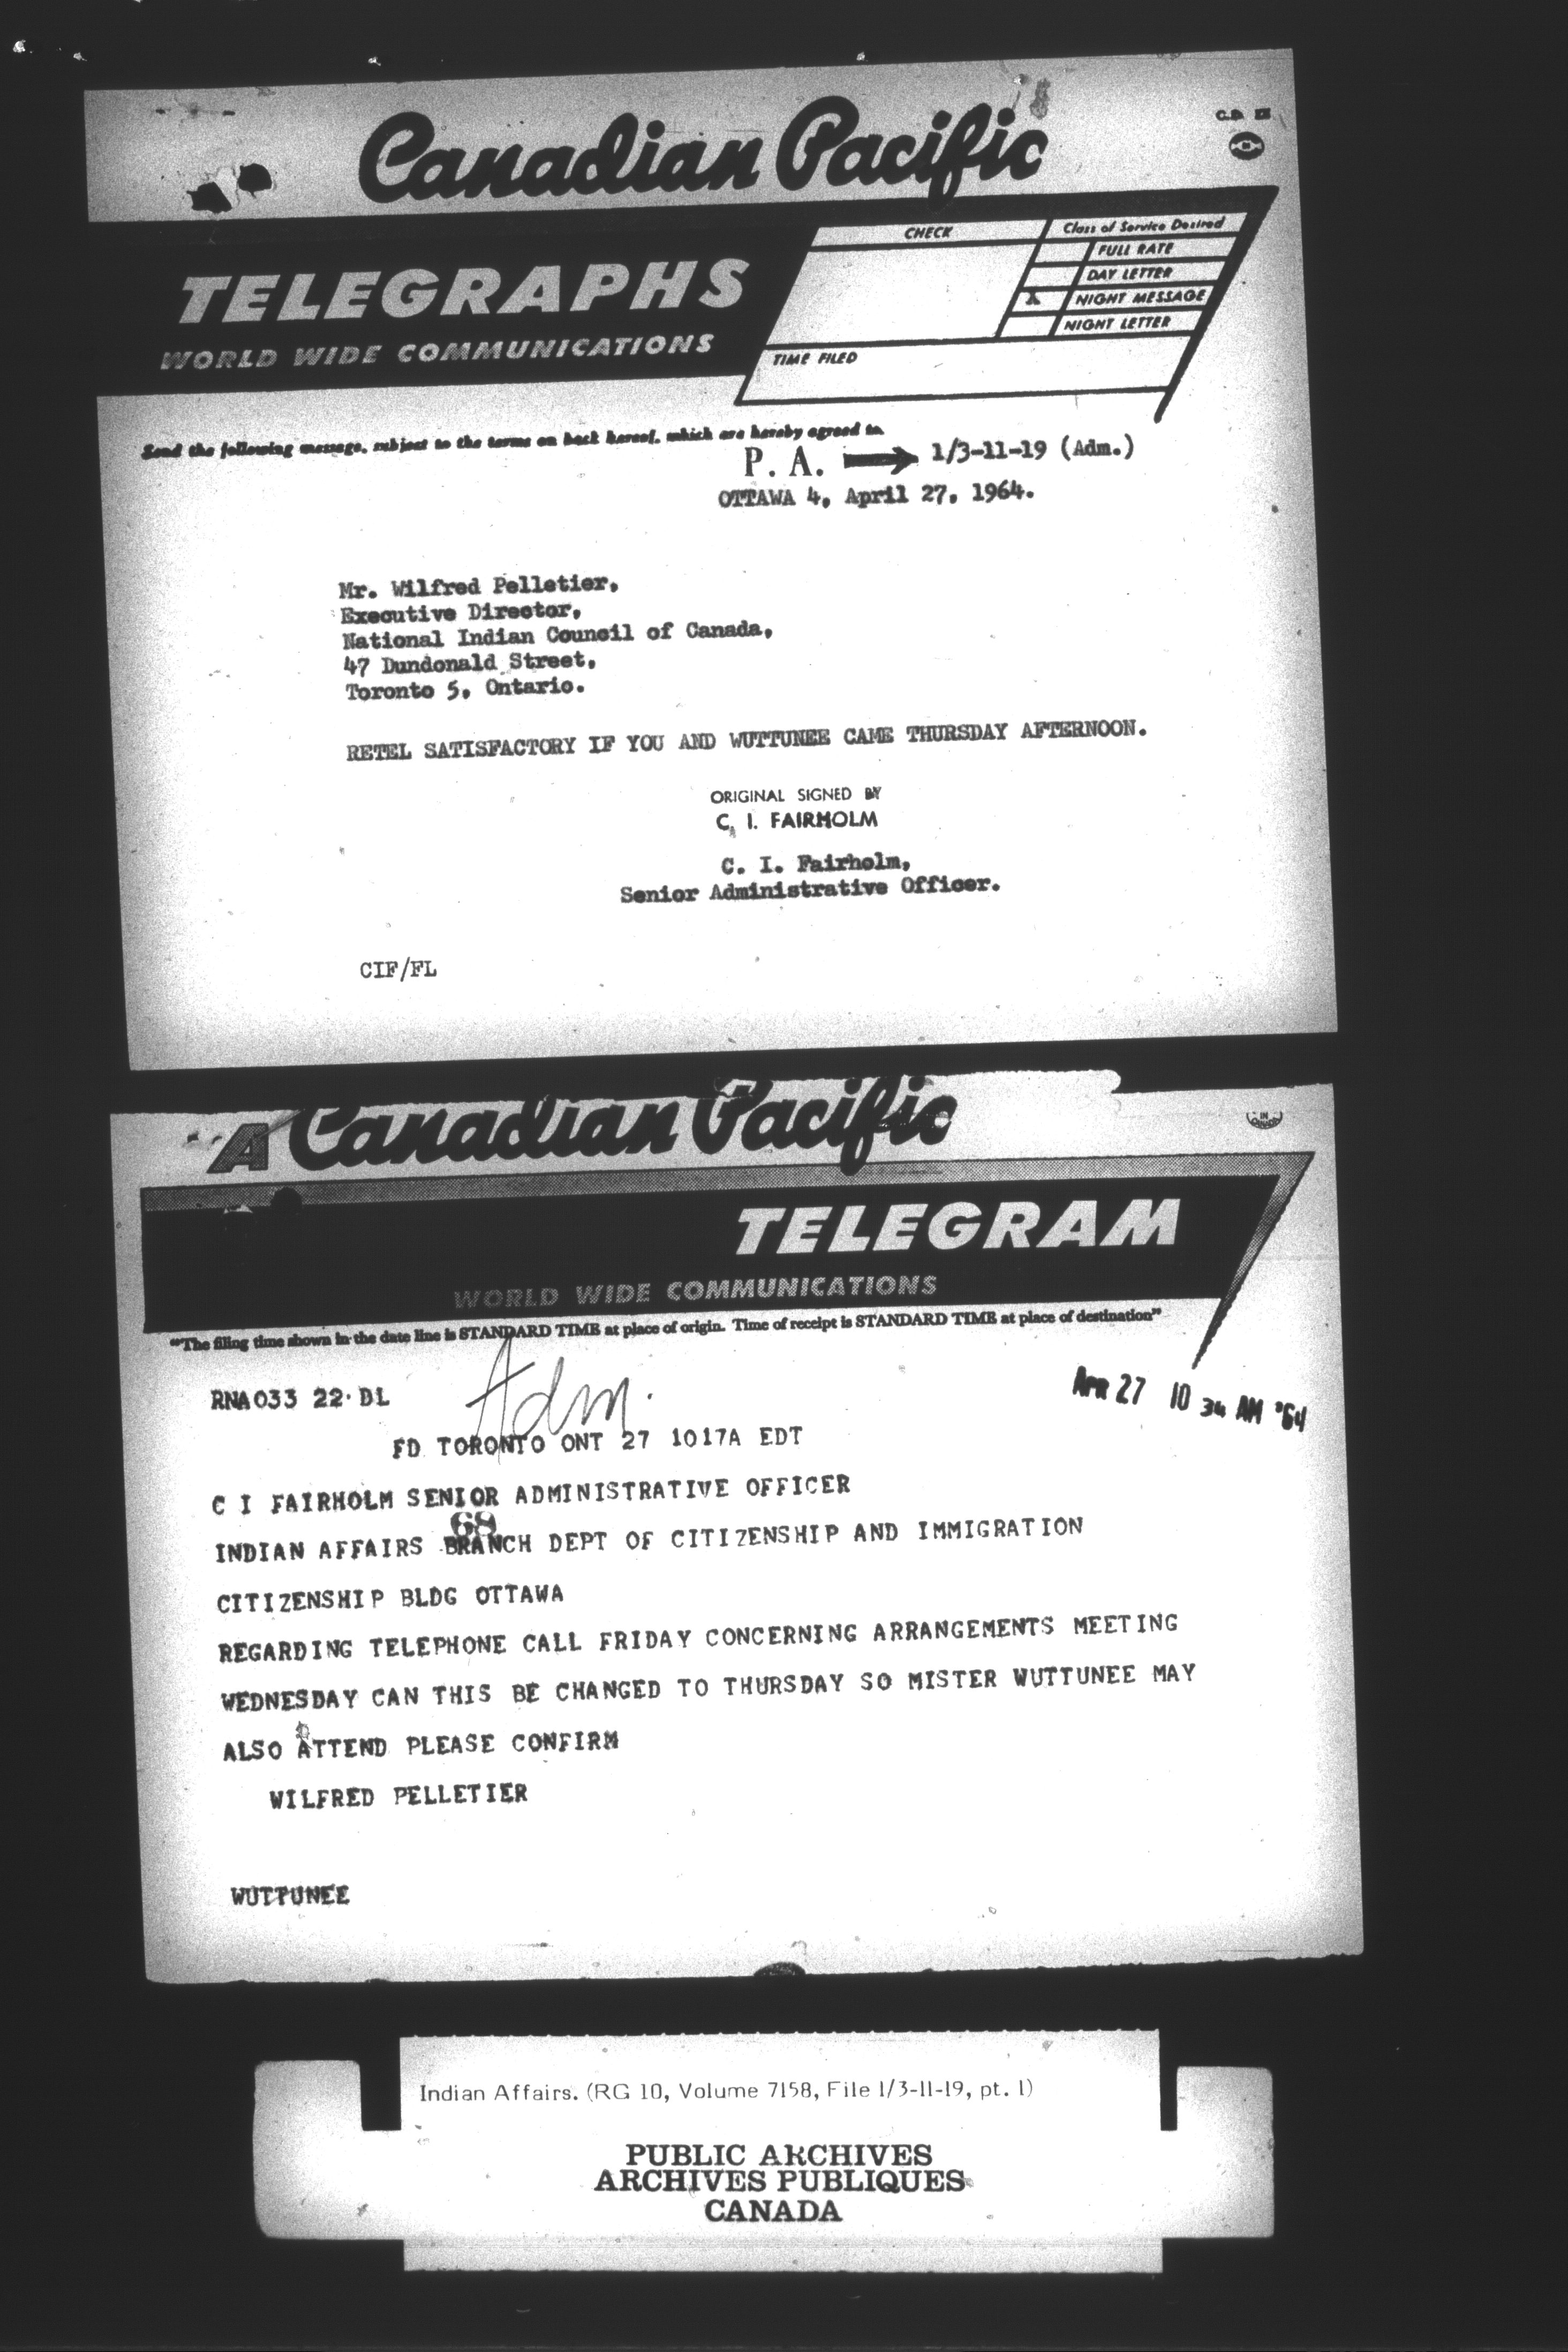 Canadian Pacific
TELEGRAPHS
WORLD WIDE COMMUNICATIONS
CHECK
Class of Service Desired
FULL RATE
DAY LETTER
X NIGHT MESSAGE
NIGHT LETTER
TIME FILED
Send the following message, subject to the terms on back hereof, which are hereby agreed to.
P. A. → 1/3-11-19 (Adm.)
OTTAWA 4, April 27, 1964.
Mr. Wilfred Pelletier,
Executive Director,
National Indian Council of Canada,
47 Dundonald Street,
Toronto 5, Ontario.
RETEL SATISFACTORY IF YOU AND WUTTUNEE CAME THURSDAY AFTERNOON.
ORIGINAL SIGNED BY
C. I. FAIRHOLM
C. I. Fairholm,
Senior Administrative Officer.
CIF/FL
A Canadian Pacific
TELEGRAM
WORLD WIDE COMMUNICATIONS
"The filing time shown in the date line is STANDARD TIME at place of origin. Time of receipt is STANDARD TIME at place of destination"
RNA033 22 DL
Adm.
APR 27 10 34 AM '64
FD TORONTO ONT 27 1017A EDT
C I FAIRHOLM SENIOR ADMINISTRATIVE OFFICER
68
INDIAN AFFAIRS BRANCH DEPT OF CITIZENSHIP AND IMMIGRATION
CITIZENSHIP BLDG OTTAWA
REGARDING TELEPHONE CALL FRIDAY CONCERNING ARRANGEMENTS MEETING
WEDNESDAY CAN THIS BE CHANGED TO THURSDAY SO MISTER WUTTUNEE MAY
ALSO ATTEND PLEASE CONFIRM
WILFRED PELLETIER
WUTTUNEE
Indian Affairs. (RG 10, Volume 7158, File 1/3-11-19, pt. 1)
PUBLIC ARCHIVES
ARCHIVES PUBLIQUES
CANADA